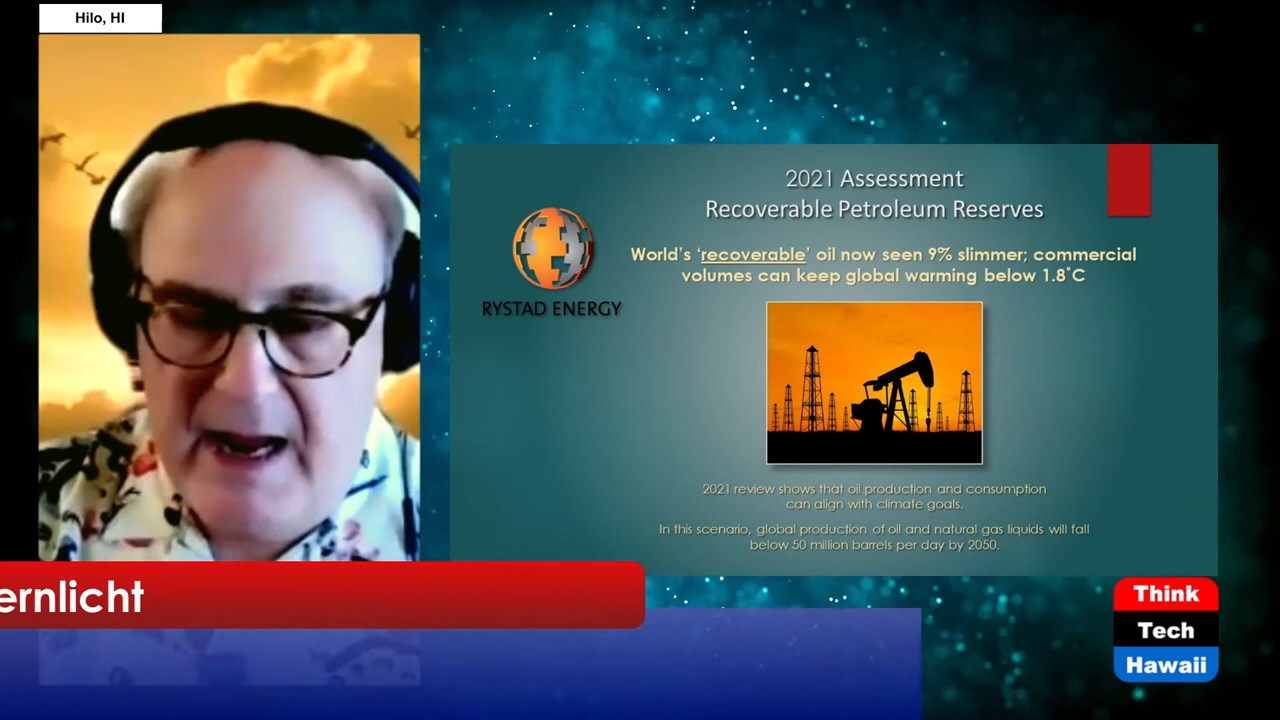 Hilo, HI
2021 Assessment
Recoverable Petroleum Reserves
RYSTAD ENERGY
World's 'recoverable' oil now seen 9% slimmer; commercial
volumes can keep global warming below 1.8°C
2021 review shows that oil production and consumption
can align with climate goals.
In this scenario, global production of oil and natural gas liquids will fall
below 50 million barrels per day by 2050.
ernlicht
Think
Tech
Hawaii